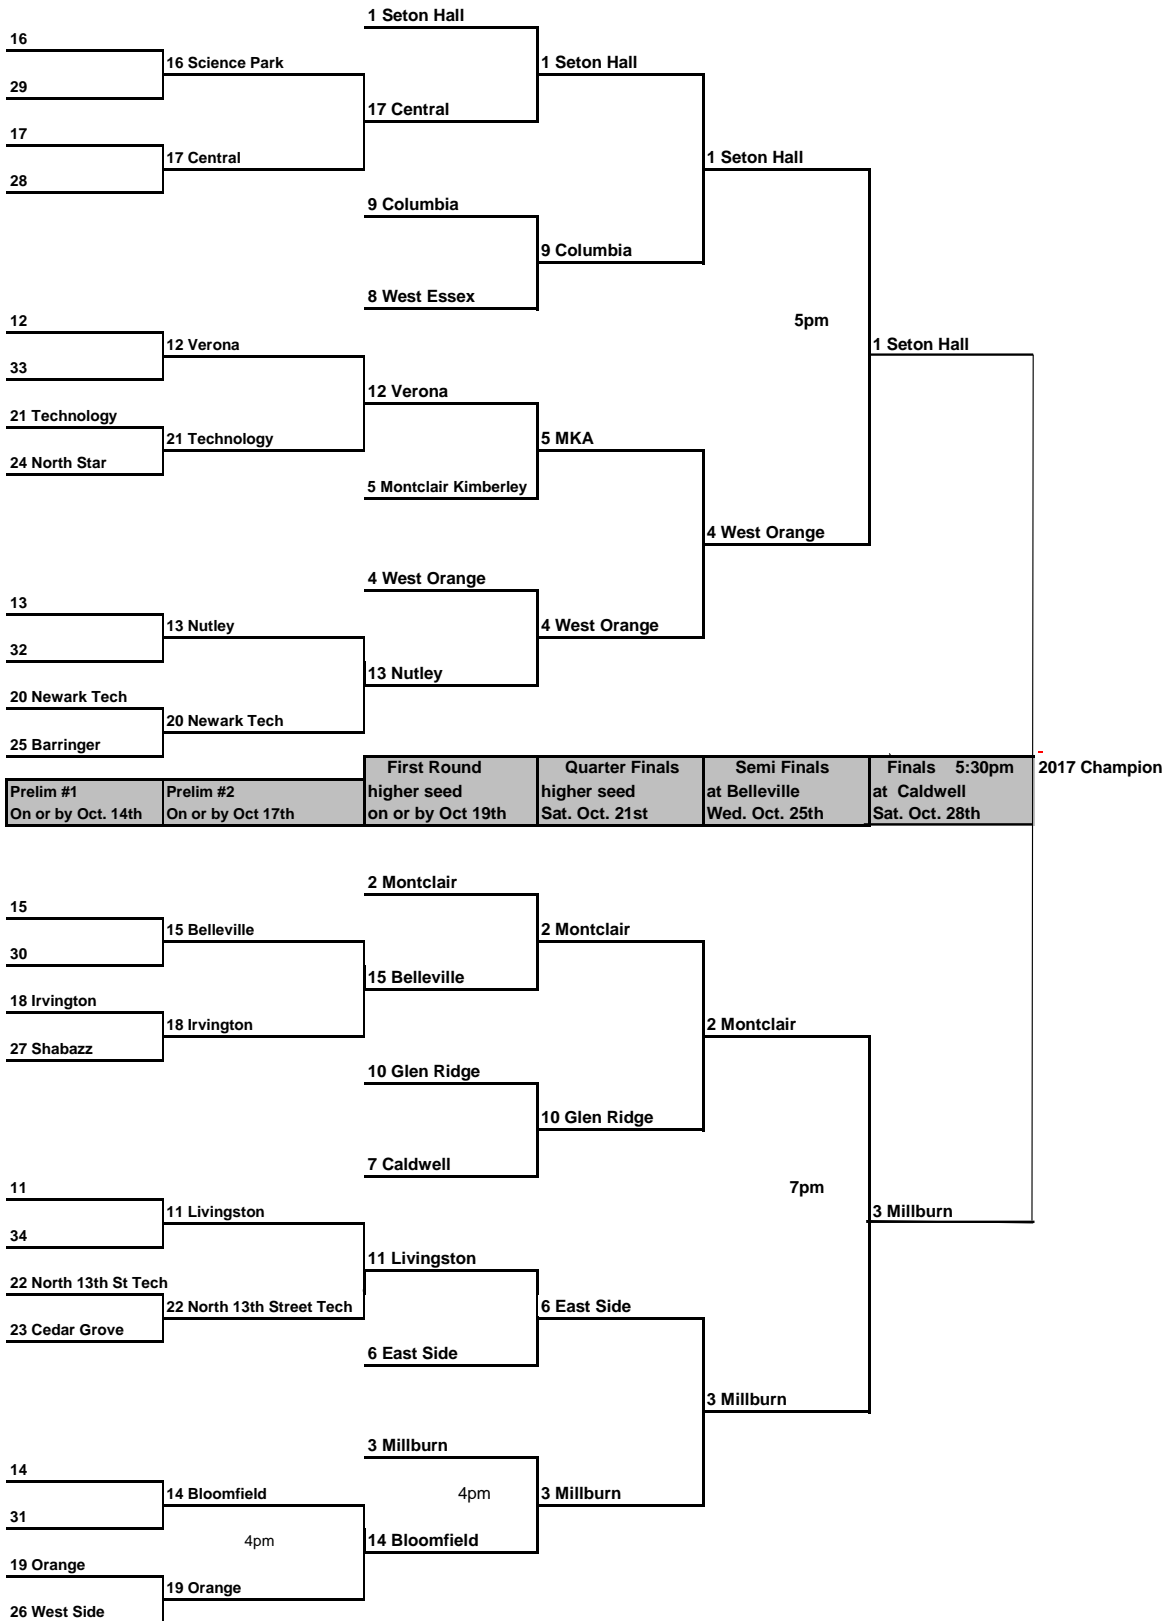 1 Seton Hall
16
16 Science Park
1 Seton Hall
29
17 Central
17
17 Central
1 Seton Hall
28
9 Columbia
9 Columbia
8 West Essex
12
5pm
12 Verona
1 Seton Hall
33
12 Verona
21 Technology
21 Technology
5 MKA
24 North Star
5 Montclair Kimberley
4 West Orange
4 West Orange
13
13 Nutley
4 West Orange
32
13 Nutley
20 Newark Tech
20 Newark Tech
25 Barringer
First Round
Quarter Finals
Semi Finals
Finals 5:30pm
2017 Champion
Prelim #1
Prelim #2
higher seed
higher seed
at Belleville
at Caldwell
On or by Oct. 14th
On or by Oct 17th
on or by Oct 19th
Sat. Oct. 21st
Wed. Oct. 25th
Sat. Oct. 28th
2 Montclair
15
15 Belleville
2 Montclair
30
15 Belleville
18 Irvington
18 Irvington
2 Montclair
27 Shabazz
10 Glen Ridge
10 Glen Ridge
7 Caldwell
11
7pm
11 Livingston
3 Millburn
34
11 Livingston
22 North 13th St Tech
22 North 13th Street Tech
6 East Side
23 Cedar Grove
6 East Side
3 Millburn
3 Millburn
14
14 Bloomfield
4pm
3 Millburn
31
4pm
14 Bloomfield
19 Orange
19 Orange
26 West Side